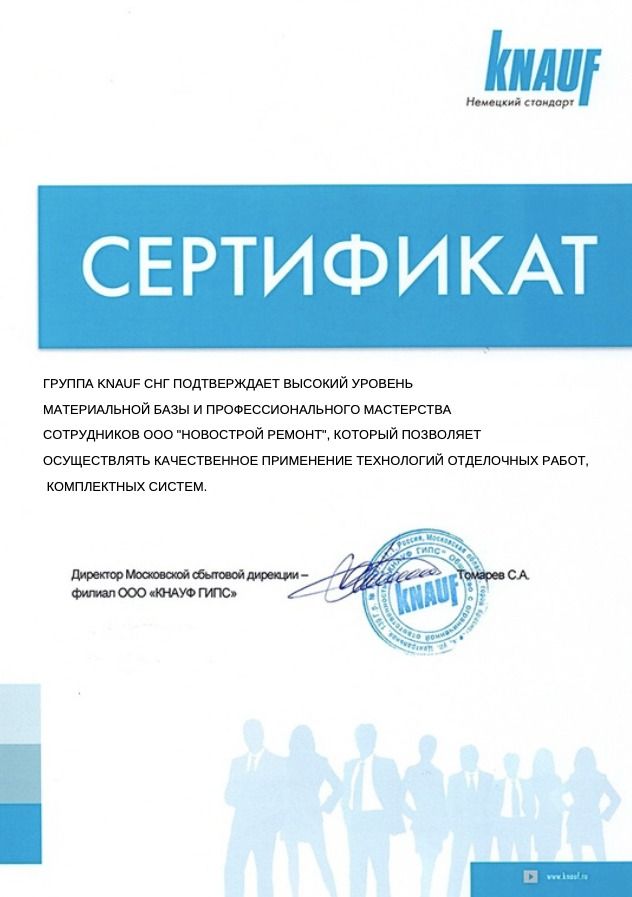 KNAUF
Немецкий стандарт
СЕРТИФИКАТ
ГРУППА KNAUF СНГ ПОДТВЕРЖДАЕТ ВЫСОКИЙ УРОВЕНЬ
МАТЕРИАЛЬНОЙ БАЗЫ И ПРОФЕССИОНАЛЬНОГО МАСТЕРСТВА
СОТРУДНИКОВ ООО "НОВОСТРОЙ РЕМОНТ", КОТОРЫЙ ПОЗВОЛЯЕТ
ОСУЩЕСТВЛЯТЬ КАЧЕСТВЕННОЕ ПРИМЕНЕНИЕ ТЕХНОЛОГИЙ ОТДЕЛОЧНЫХ РАБОТ,
КОМПЛЕКТНЫХ СИСТЕМ.
Директор Московской сбытовой дирекции –
филиал ООО «КНАУФ ГИПС»
Томарев С.А.
Россия, Московская
КНАУФ ГИПС"
KNAUF
www.knauf.ru